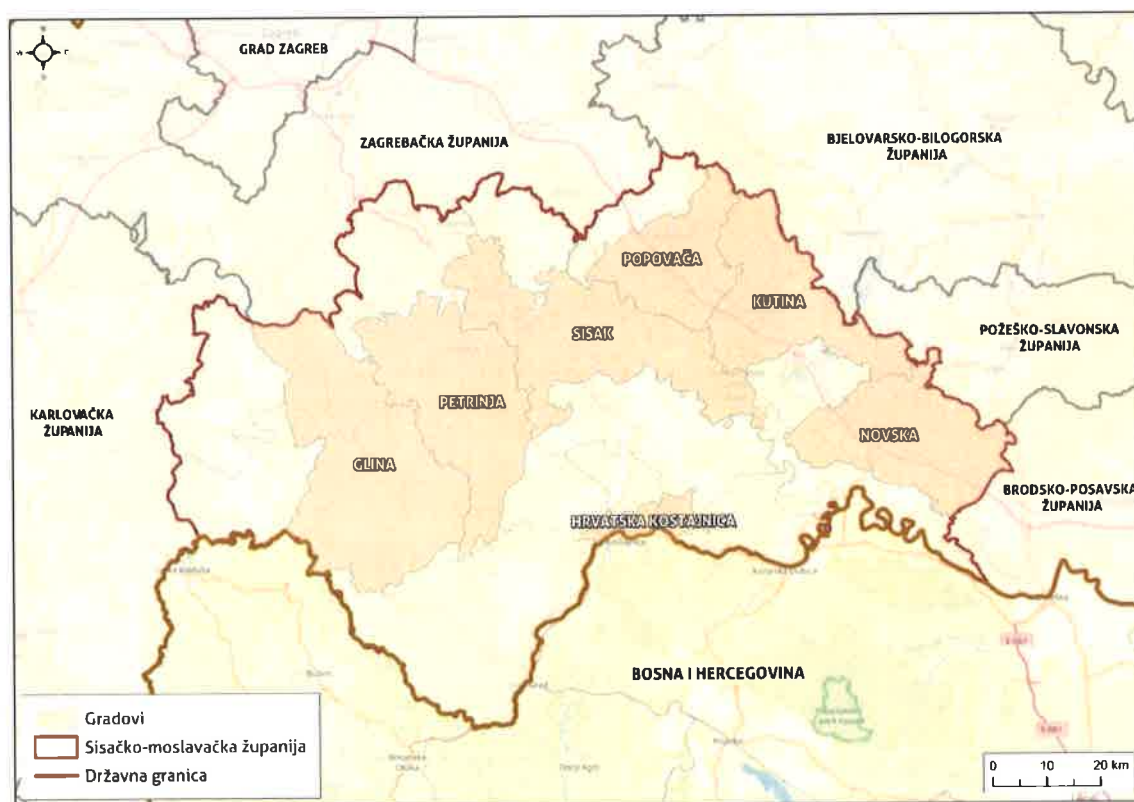 GRAD ZAGREB
ZAGREBAČKA ŽUPANIJA
BJELOVARSKO-BILOGORSKA
ŽUPANIJA
POPOVAČA
KUTINA
SISAK
POŽEŠKO-SLAVONSKA
ŽUPANIJA
KARLOVAČKA
ŽUPANIJA
PETRINJA
NOVSKA
GLINA
BRODSKO-POSAVSKA
ŽUPANIJA
HRVATSKA KOSTAJNICA
BOSNA I HERCEGOVINA
Gradovi
Sisačko-moslavačka županija
Državna granica
0 10 20 km